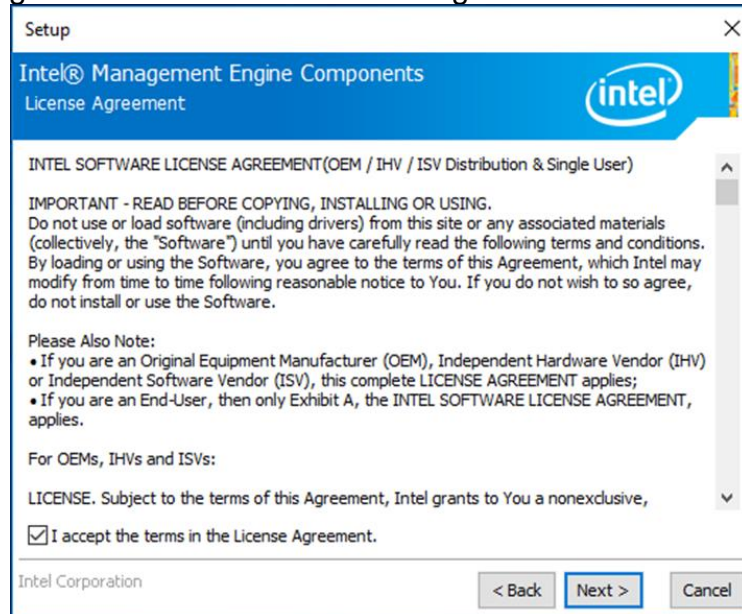 Setup
Intel® Management Engine Components
License Agreement
intel
INTEL SOFTWARE LICENSE AGREEMENT(OEM / IHV / ISV Distribution & Single User)
IMPORTANT - READ BEFORE COPYING, INSTALLING OR USING.
Do not use or load software (including drivers) from this site or any associated materials
(collectively, the "Software") until you have carefully read the following terms and conditions.
By loading or using the Software, you agree to the terms of this Agreement, which Intel may
modify from time to time following reasonable notice to You. If you do not wish to so agree,
do not install or use the Software.
Please Also Note:
• If you are an Original Equipment Manufacturer (OEM), Independent Hardware Vendor (IHV)
or Independent Software Vendor (ISV), this complete LICENSE AGREEMENT applies;
• If you are an End-User, then only Exhibit A, the INTEL SOFTWARE LICENSE AGREEMENT,
applies.
For OEMs, IHVs and ISVs:
LICENSE. Subject to the terms of this Agreement, Intel grants to You a nonexclusive,
I accept the terms in the License Agreement.
Intel Corporation
< Back Next > Cancel